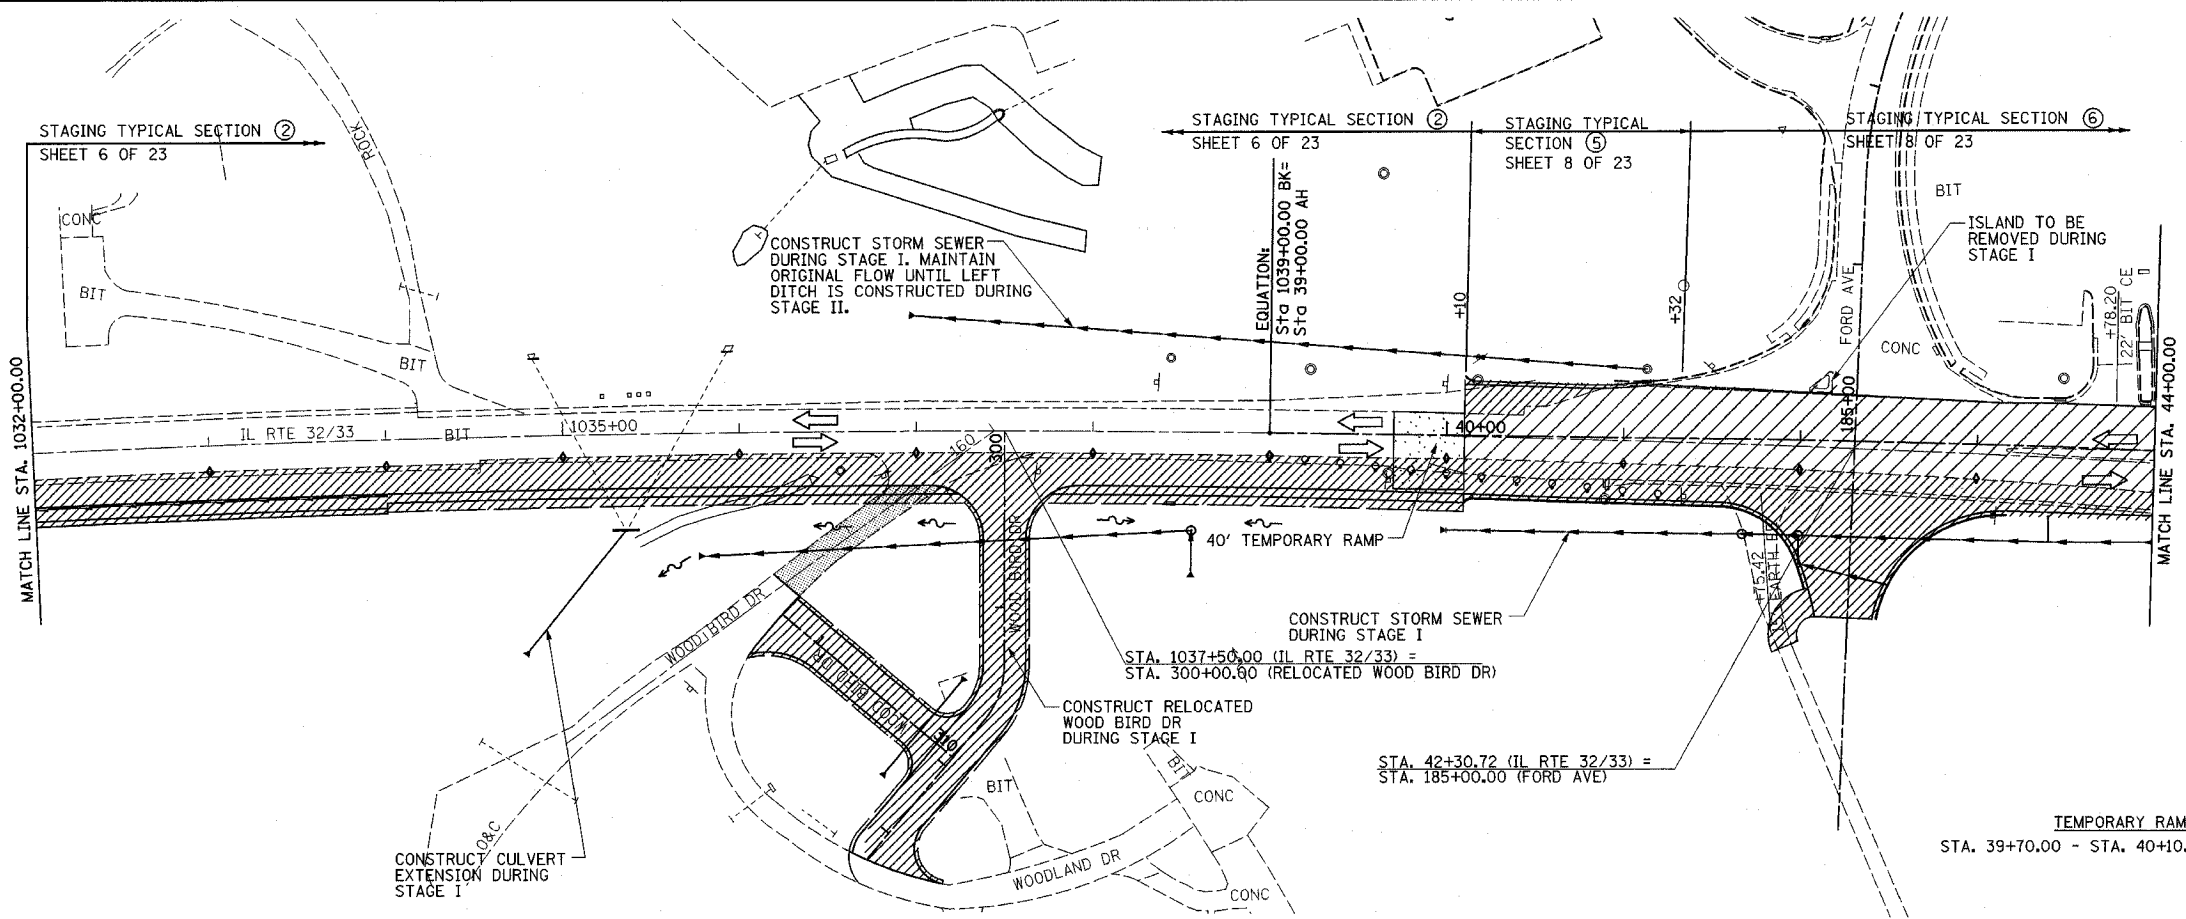 STAGING TYPICAL SECTION ②
SHEET 6 OF 23
STAGING TYPICAL SECTION ②
SHEET 6 OF 23
STAGING TYPICAL
SECTION ⑤
SHEET 8 OF 23
STAGING TYPICAL SECTION ⑥
SHEET 8 OF 23
ROCK
CONC
BIT
BIT
CONSTRUCT STORM SEWER
DURING STAGE I. MAINTAIN
ORIGINAL FLOW UNTIL LEFT
DITCH IS CONSTRUCTED DURING
STAGE II.
EQUATION:
Sta 1039+00.00 BK=
Sta 39+00.00 AH
+10
+32
BIT
ISLAND TO BE
REMOVED DURING
STAGE I
FORD AVE
CONC
+78.20
22' BIT CE
MATCH LINE STA. 1032+00.00
MATCH LINE STA. 44+00.00
IL RTE 32/33
BIT
1035+00
160
300
40+00
185+00
40' TEMPORARY RAMP
WOOD BIRD DR
WOOD BIRD DR
WOOD BIRD DR
310
+75.42
EARTH
CONSTRUCT STORM SEWER
DURING STAGE I
STA. 1037+50.00 (IL RTE 32/33) =
STA. 300+00.00 (RELOCATED WOOD BIRD DR)
CONSTRUCT RELOCATED
WOOD BIRD DR
DURING STAGE I
STA. 42+30.72 (IL RTE 32/33) =
STA. 185+00.00 (FORD AVE)
BIT
BIT
CONC
WOODLAND DR
CONC
O&C
CONSTRUCT CULVERT
EXTENSION DURING
STAGE I
TEMPORARY RAM
STA. 39+70.00 - STA. 40+10.